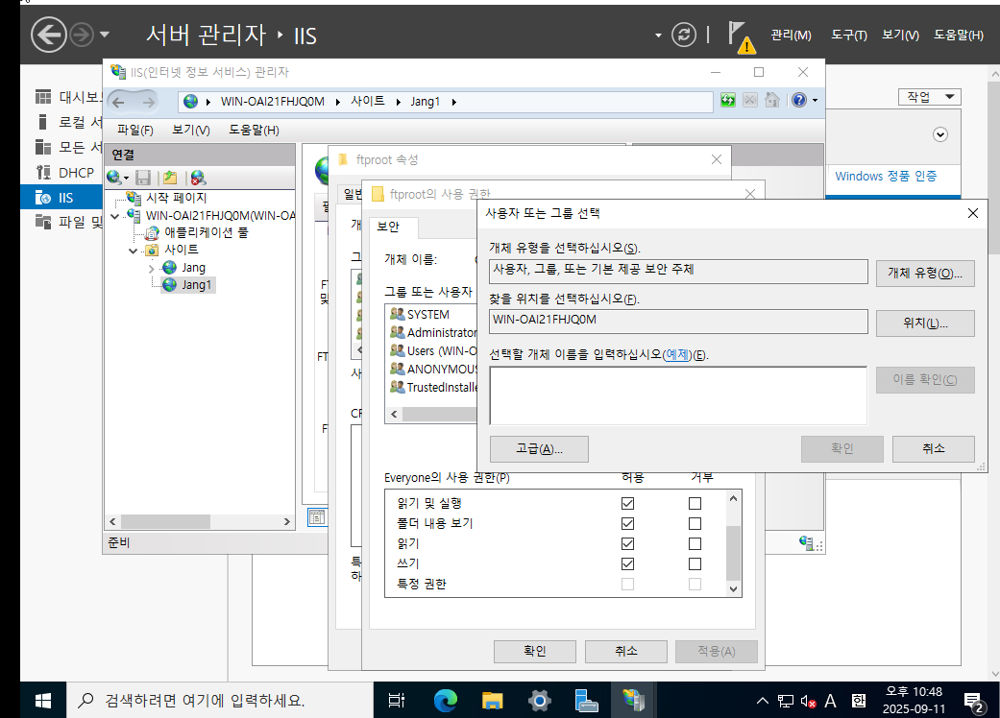 서버 관리자 ‣ IIS
관리(M) 도구(T) 보기(V) 도움말(H)
IIS(인터넷 정보 서비스) 관리자
WIN-OAI21FHJQ0M ▸ 사이트 ▸ Jang1 ▸
파일(F) 보기(V) 도움말(H)
대시보
로컬 서
모든 서
DHCP
IIS
파일 및
작업
Windows 정품 인증
연결
시작 페이지
WIN-OAI21FHJQ0M(WIN-OA
애플리케이션 풀
사이트
Jang
Jang1
준비
ftproot 속성
일반
ftproot의 사용 권한
보안
개체 이름:
그룹 또는 사용자
SYSTEM
Administrator
Users (WIN-O
ANONYMOUS
TrustedInstalle
Everyone의 사용 권한(P)
허용 거부
읽기 및 실행
폴더 내용 보기
읽기
쓰기
특정 권한
확인 취소 적용(A)
사용자 또는 그룹 선택
개체 유형을 선택하십시오(S).
사용자, 그룹, 또는 기본 제공 보안 주체
개체 유형(O)...
찾을 위치를 선택하십시오(F).
WIN-OAI21FHJQ0M
위치(L)...
선택할 개체 이름을 입력하십시오(예제)(E).
이름 확인(C)
고급(A)... 확인 취소
검색하려면 여기에 입력하세요.
A 한
오후 10:48
2025-09-11
2